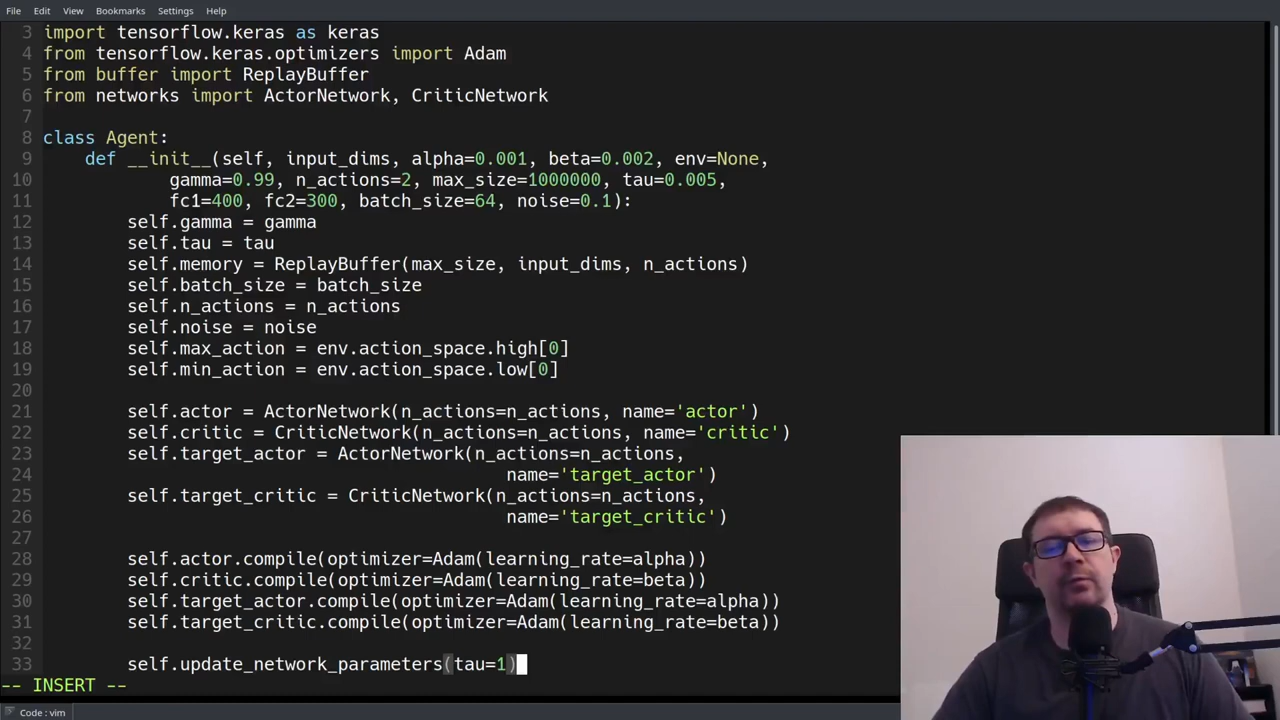 File Edit View Bookmarks Settings Help
3 import tensorflow.keras as keras
4 from tensorflow.keras.optimizers import Adam
5 from buffer import ReplayBuffer
6 from networks import ActorNetwork, CriticNetwork
7
8 class Agent:
9     def __init__(self, input_dims, alpha=0.001, beta=0.002, env=None,
10             gamma=0.99, n_actions=2, max_size=1000000, tau=0.005,
11             fc1=400, fc2=300, batch_size=64, noise=0.1):
12         self.gamma = gamma
13         self.tau = tau
14         self.memory = ReplayBuffer(max_size, input_dims, n_actions)
15         self.batch_size = batch_size
16         self.n_actions = n_actions
17         self.noise = noise
18         self.max_action = env.action_space.high[0]
19         self.min_action = env.action_space.low[0]
20
21         self.actor = ActorNetwork(n_actions=n_actions, name='actor')
22         self.critic = CriticNetwork(n_actions=n_actions, name='critic')
23         self.target_actor = ActorNetwork(n_actions=n_actions,
24                                             name='target_actor')
25         self.target_critic = CriticNetwork(n_actions=n_actions,
26                                             name='target_critic')
27
28         self.actor.compile(optimizer=Adam(learning_rate=alpha))
29         self.critic.compile(optimizer=Adam(learning_rate=beta))
30         self.target_actor.compile(optimizer=Adam(learning_rate=alpha))
31         self.target_critic.compile(optimizer=Adam(learning_rate=beta))
32
33         self.update_network_parameters(tau=1)
-- INSERT --
Code : vim